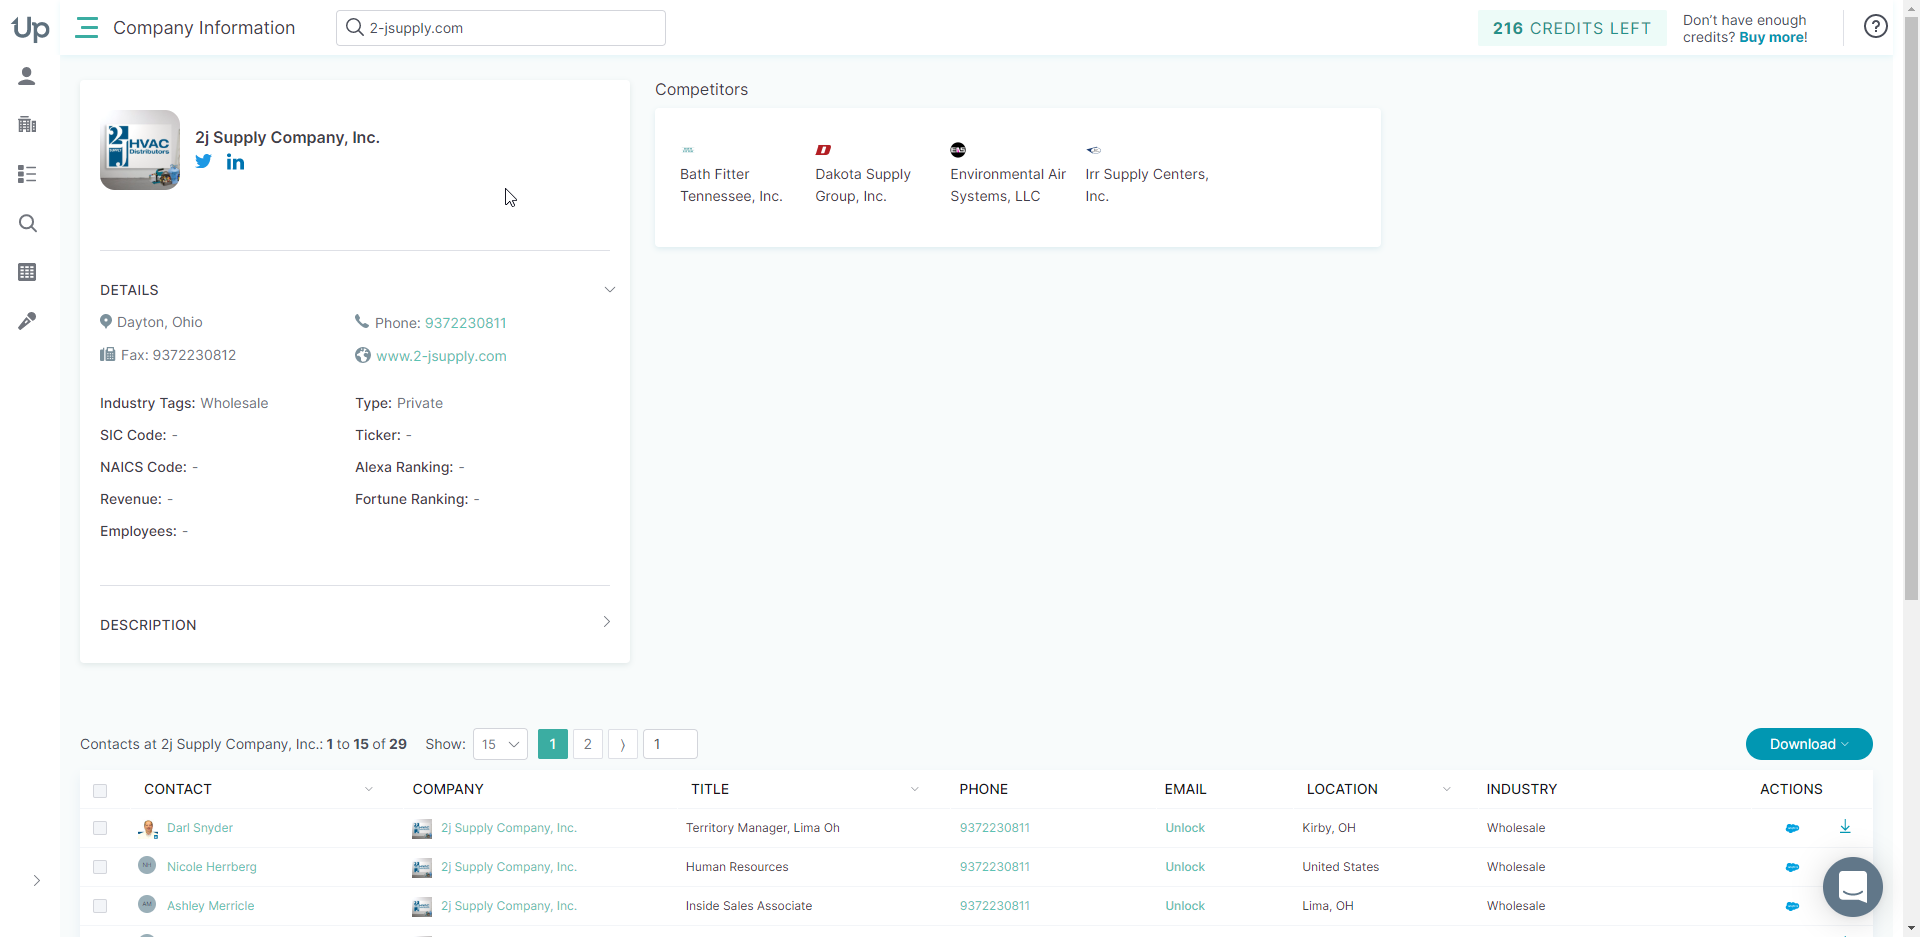 Up
Company Information
2-jsupply.com
216 CREDITS LEFT
Don't have enough
credits? Buy more!
2j Supply Company, Inc.
2j
SUPPLY
HVAC
Distributors
Competitors
Bath Fitter
Tennessee, Inc.
Dakota Supply
Group, Inc.
EAS
Environmental Air
Systems, LLC
Irr Supply Centers,
Inc.
DETAILS
Dayton, Ohio
Phone: 9372230811
Fax: 9372230812
www.2-jsupply.com
Industry Tags: Wholesale
Type: Private
SIC Code: -
Ticker: -
NAICS Code: -
Alexa Ranking: -
Revenue: -
Fortune Ranking: -
Employees: -
DESCRIPTION
Contacts at 2j Supply Company, Inc.: 1 to 15 of 29 Show: 15 1 2 ⟩ 1
Download
CONTACT COMPANY TITLE PHONE EMAIL LOCATION INDUSTRY ACTIONS
Darl Snyder 2j Supply Company, Inc. Territory Manager, Lima Oh 9372230811 Unlock Kirby, OH Wholesale
NH Nicole Herrberg 2j Supply Company, Inc. Human Resources 9372230811 Unlock United States Wholesale
AM Ashley Merricle 2j Supply Company, Inc. Inside Sales Associate 9372230811 Unlock Lima, OH Wholesale